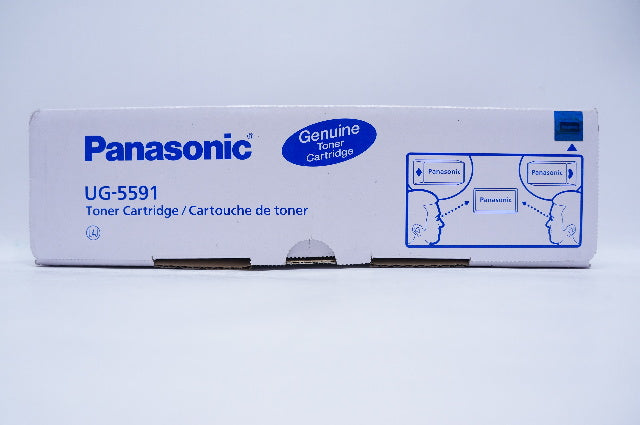 Panasonic®
Genuine
Toner
Cartridge
UG-5591
Toner Cartridge / Cartouche de toner
Panasonic
Panasonic
Panasonic